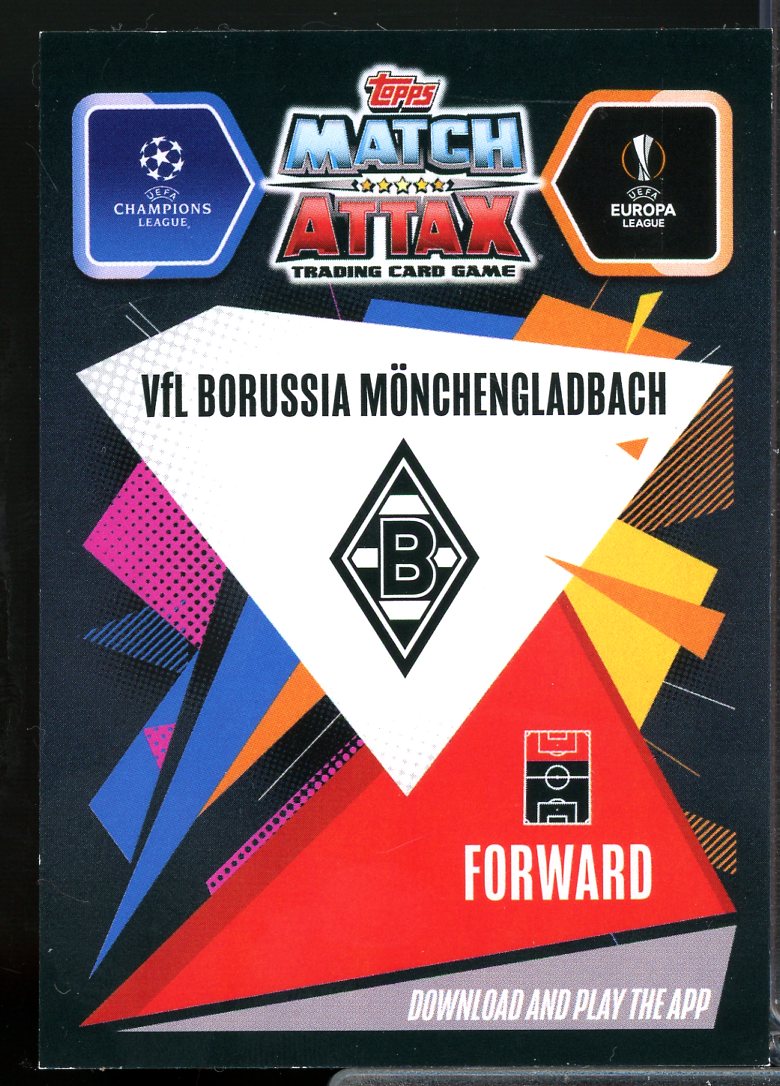 Topps
MATCH
ATTAX
TRADING CARD GAME
UEFA
CHAMPIONS
LEAGUE
UEFA
EUROPA
LEAGUE
VfL BORUSSIA MÖNCHENGLADBACH
B
FORWARD
DOWNLOAD AND PLAY THE APP